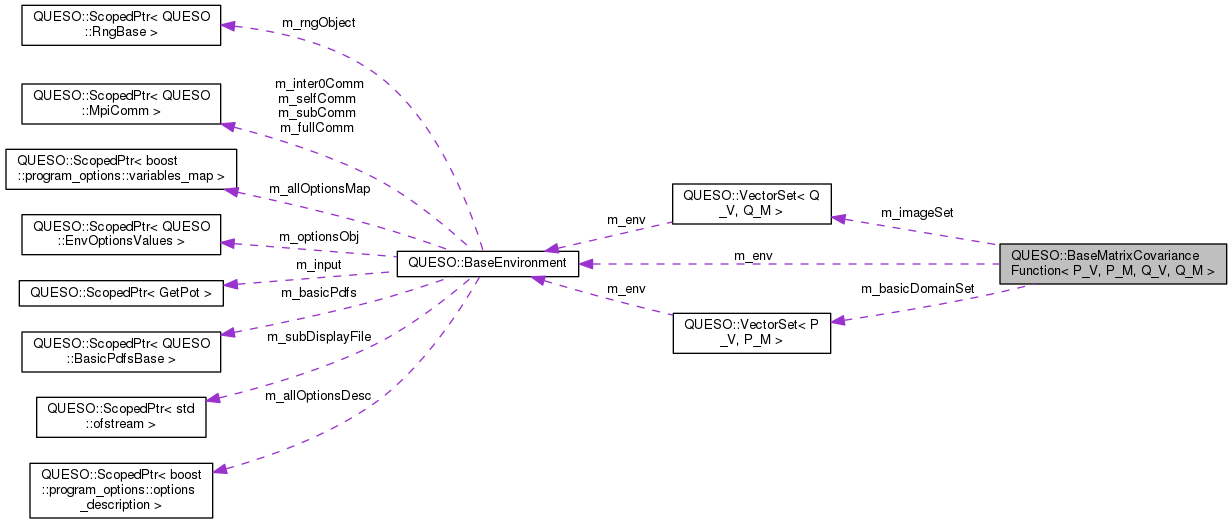 QUESO::ScopedPtr< QUESO
::RngBase >
m_rngObject
QUESO::ScopedPtr< QUESO
::MpiComm >
m_inter0Comm
m_selfComm
m_subComm
m_fullComm
QUESO::ScopedPtr< boost
::program_options::variables_map >
m_allOptionsMap
QUESO::ScopedPtr< QUESO
::EnvOptionsValues >
m_optionsObj
QUESO::ScopedPtr< GetPot >
m_input
QUESO::ScopedPtr< QUESO
::BasicPdfsBase >
m_basicPdfs
QUESO::ScopedPtr< std
::ofstream >
m_subDisplayFile
QUESO::ScopedPtr< boost
::program_options::options
_description >
m_allOptionsDesc
QUESO::BaseEnvironment
m_env
m_env
m_env
QUESO::VectorSet< Q
_V, Q_M >
QUESO::VectorSet< P
_V, P_M >
m_imageSet
m_basicDomainSet
QUESO::BaseMatrixCovariance
Function< P_V, P_M, Q_V, Q_M >